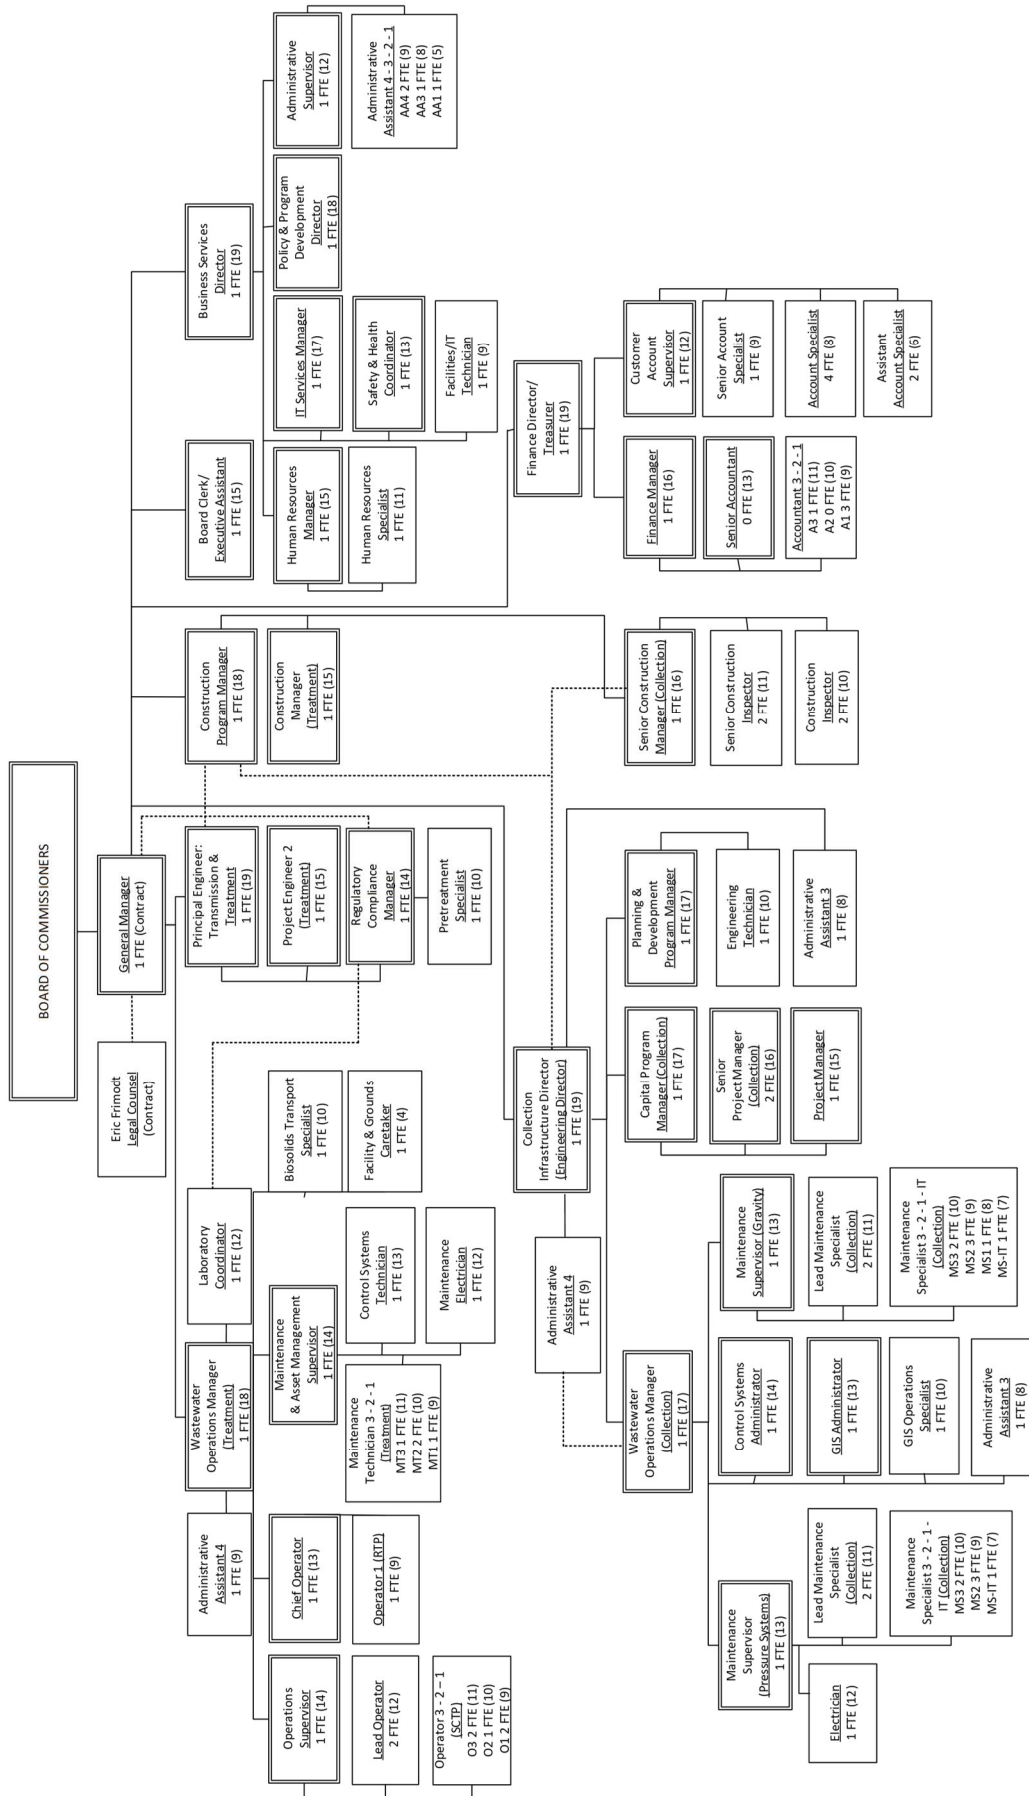 BOARD OF COMMISSIONERS
Eric Frimodt
Legal Counsel
(Contract)
General Manager
1 FTE (Contract)
Administrative
Assistant 4
1 FTE (9)
Wastewater
Operations Manager
(Treatment)
1 FTE (18)
Laboratory
Coordinator
1 FTE (12)
Principal Engineer:
Transmission &
Treatment
1 FTE (19)
Construction
Program Manager
1 FTE (18)
Board Clerk/
Executive Assistant
1 FTE (15)
Business Services
Director
1 FTE (19)
Operations
Supervisor
1 FTE (14)
Lead Operator
2 FTE (12)
Operator 3 - 2 – 1
(SCTP)
O3 2 FTE (11)
O2 1 FTE (10)
O1 2 FTE (9)
Chief Operator
1 FTE (13)
Operator 1 (RTP)
1 FTE (9)
Maintenance
& Asset Management
Supervisor
1 FTE (14)
Maintenance
Technician 3 - 2 - 1
(Treatment)
MT3 1 FTE (11)
MT2 2 FTE (10)
MT1 1 FTE (9)
Control Systems
Technician
1 FTE (13)
Maintenance
Electrician
1 FTE (12)
Biosolids Transport
Specialist
1 FTE (10)
Facility & Grounds
Caretaker
1 FTE (4)
Project Engineer 2
(Treatment)
1 FTE (15)
Regulatory
Compliance
Manager
1 FTE (14)
Pretreatment
Specialist
1 FTE (10)
Construction
Manager
(Treatment)
1 FTE (15)
Human Resources
Manager
1 FTE (15)
Human Resources
Specialist
1 FTE (11)
IT Services Manager
1 FTE (17)
Safety & Health
Coordinator
1 FTE (13)
Facilities/IT
Technician
1 FTE (9)
Policy & Program
Development
Director
1 FTE (18)
Administrative
Supervisor
1 FTE (12)
Administrative
Assistant 4 - 3 - 2 - 1
AA4 2 FTE (9)
AA3 1 FTE (8)
AA1 1 FTE (5)
Administrative
Assistant 4
1 FTE (9)
Collection
Infrastructure Director
(Engineering Director)
1 FTE (19)
Finance Director/
Treasurer
1 FTE (19)
Wastewater
Operations Manager
(Collection)
1 FTE (17)
Capital Program
Manager (Collection)
1 FTE (17)
Senior
Project Manager
(Collection)
2 FTE (16)
Project Manager
1 FTE (15)
Planning &
Development
Program Manager
1 FTE (17)
Engineering
Technician
1 FTE (10)
Administrative
Assistant 3
1 FTE (8)
Senior Construction
Manager (Collection)
1 FTE (16)
Senior Construction
Inspector
2 FTE (11)
Construction
Inspector
2 FTE (10)
Finance Manager
1 FTE (16)
Senior Accountant
0 FTE (13)
Accountant 3 - 2 - 1
A3 1 FTE (11)
A2 0 FTE (10)
A1 3 FTE (9)
Customer
Account
Supervisor
1 FTE (12)
Senior Account
Specialist
1 FTE (9)
Account Specialist
4 FTE (8)
Assistant
Account Specialist
2 FTE (6)
Maintenance
Supervisor
(Pressure Systems)
1 FTE (13)
Electrician
1 FTE (12)
Lead Maintenance
Specialist
(Collection)
2 FTE (11)
Maintenance
Specialist 3 - 2 - 1 -
IT (Collection)
MS3 2 FTE (10)
MS2 3 FTE (9)
MS-IT 1 FTE (7)
Control Systems
Administrator
1 FTE (14)
GIS Administrator
1 FTE (13)
GIS Operations
Specialist
1 FTE (10)
Administrative
Assistant 3
1 FTE (8)
Maintenance
Supervisor (Gravity)
1 FTE (13)
Lead Maintenance
Specialist
(Collection)
2 FTE (11)
Maintenance
Specialist 3 - 2 - 1 - IT
(Collection)
MS3 2 FTE (10)
MS2 3 FTE (9)
MS1 1 FTE (8)
MS-IT 1 FTE (7)